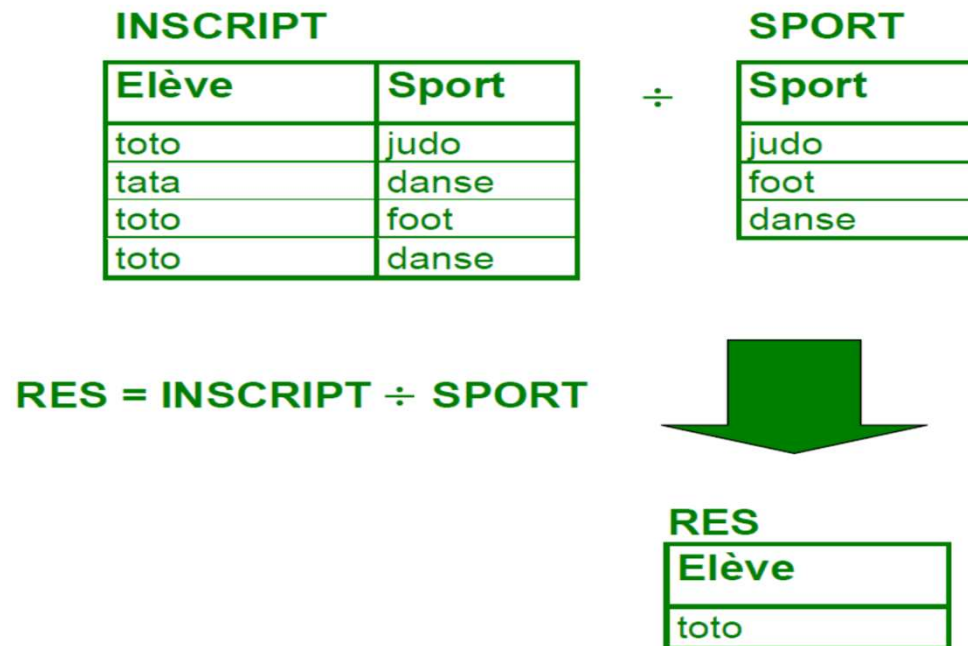 INSCRIPT
Elève Sport
toto judo
tata danse
toto foot
toto danse
÷
SPORT
Sport
judo
foot
danse
RES = INSCRIPT ÷ SPORT
RES
Elève
toto